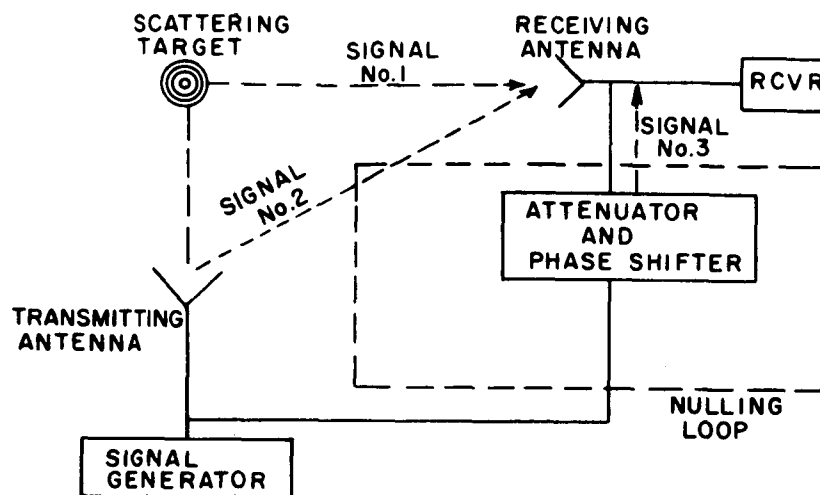 SCATTERING
TARGET
SIGNAL
No.1
RECEIVING
ANTENNA
RCVR
SIGNAL
No.3
SIGNAL
No.2
ATTENUATOR
AND
PHASE SHIFTER
TRANSMITTING
ANTENNA
NULLING
LOOP
SIGNAL
GENERATOR